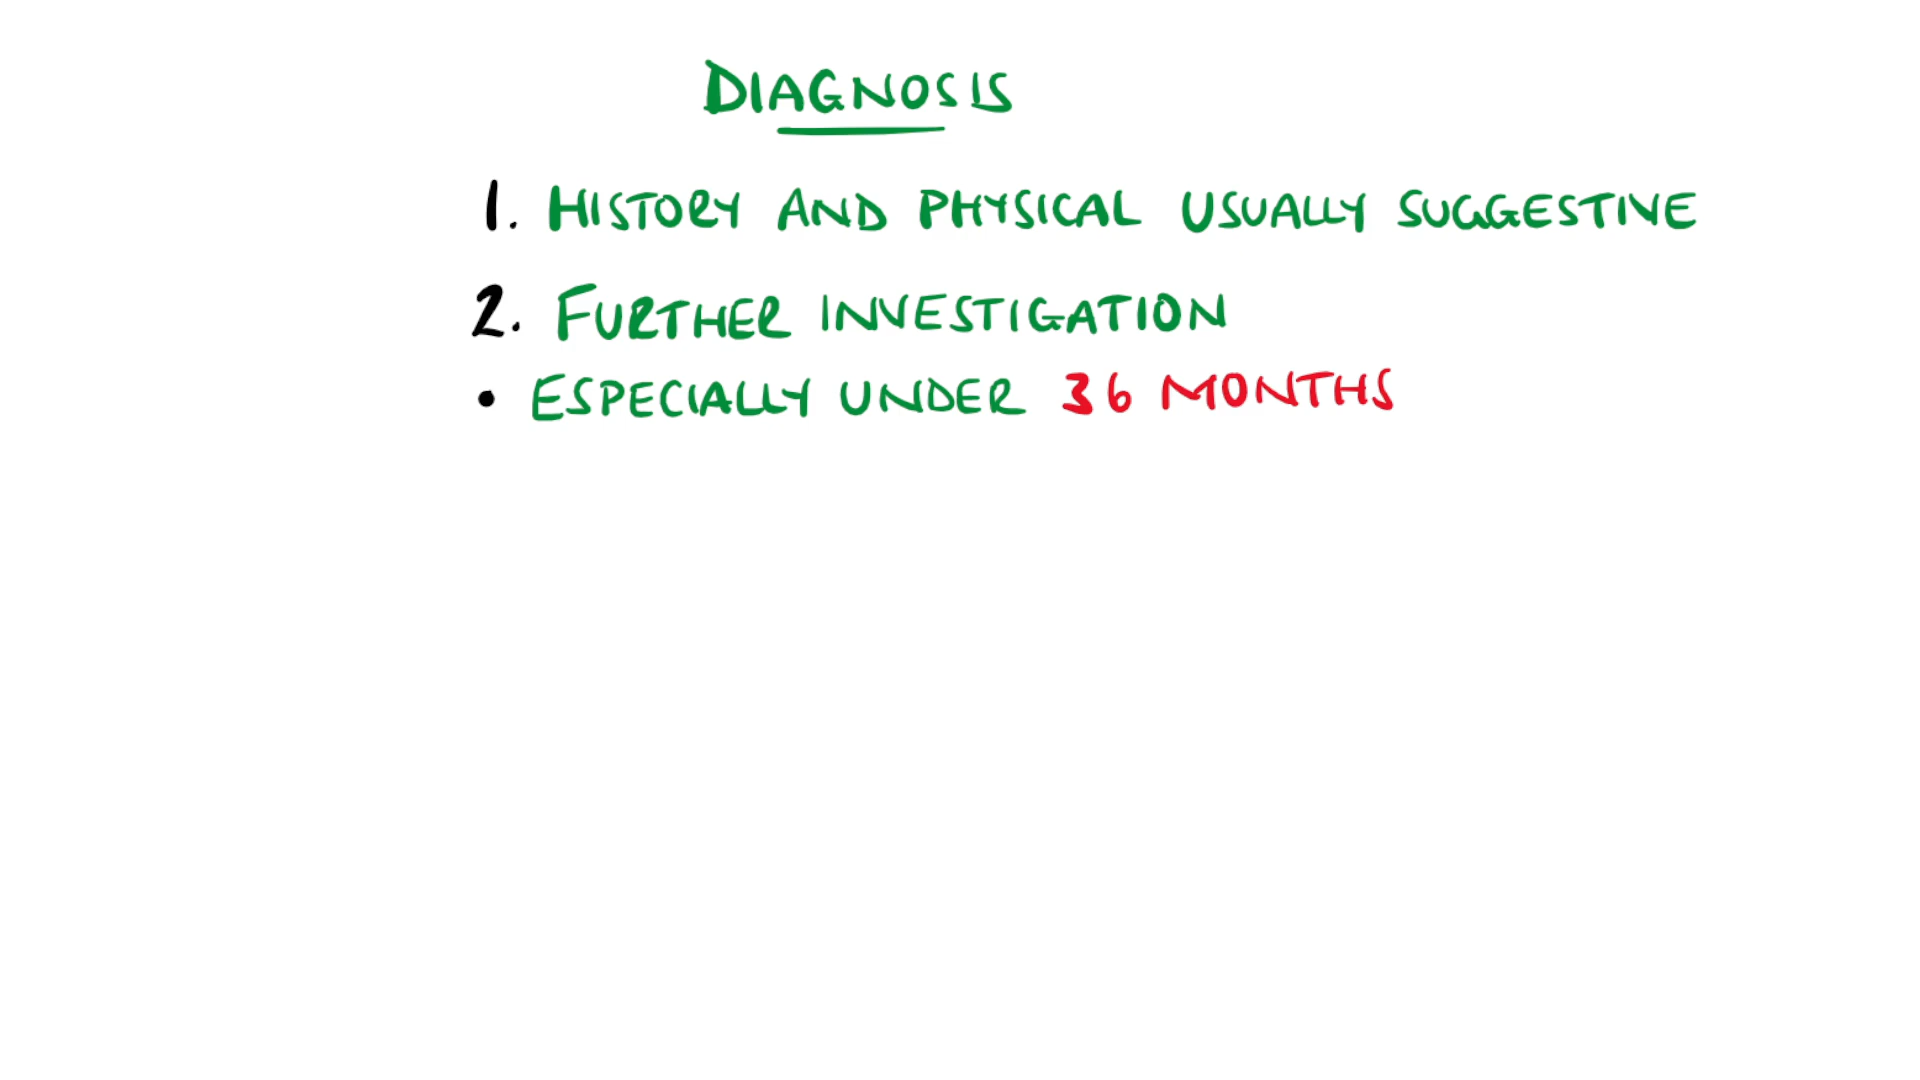 DIAGNOSIS
1. HISTORY AND PHYSICAL USUALLY SUGGESTIVE
2. FURTHER INVESTIGATION
• ESPECIALLY UNDER 36 MONTHS